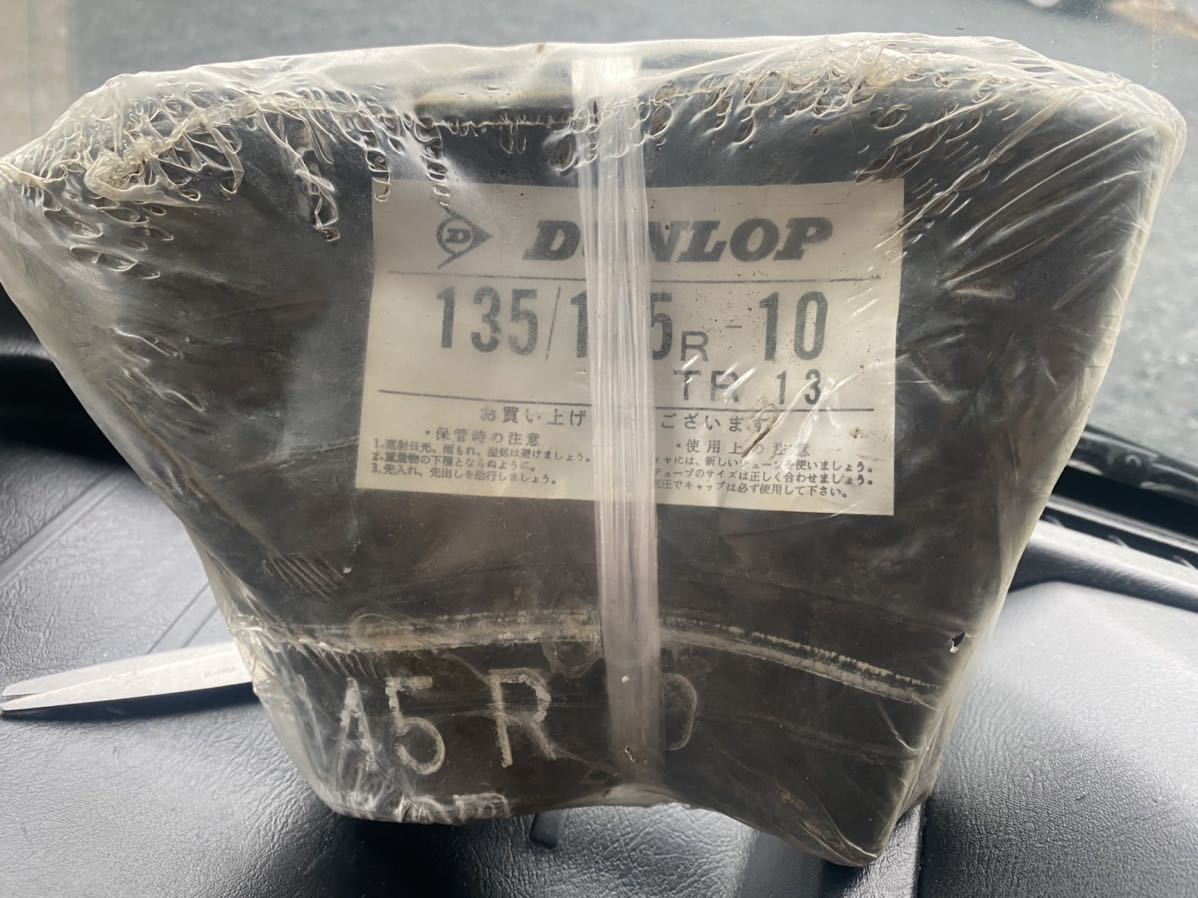 D DUNLOP
135/1 5R-10
TR 13
お買い上げ ございます
・保管時の注意
1.直射日光、雨もれ、湿気は避けましょう。
2.重量物の下積とならぬように。
3.先入れ、先出しを励行しましょう。
・使用上の注意
ヤには、新しいチューブを使いましょう。
チューブのサイズは正しく合わせましょう。
圧でキャップは必ず使用して下さい。
A5 R